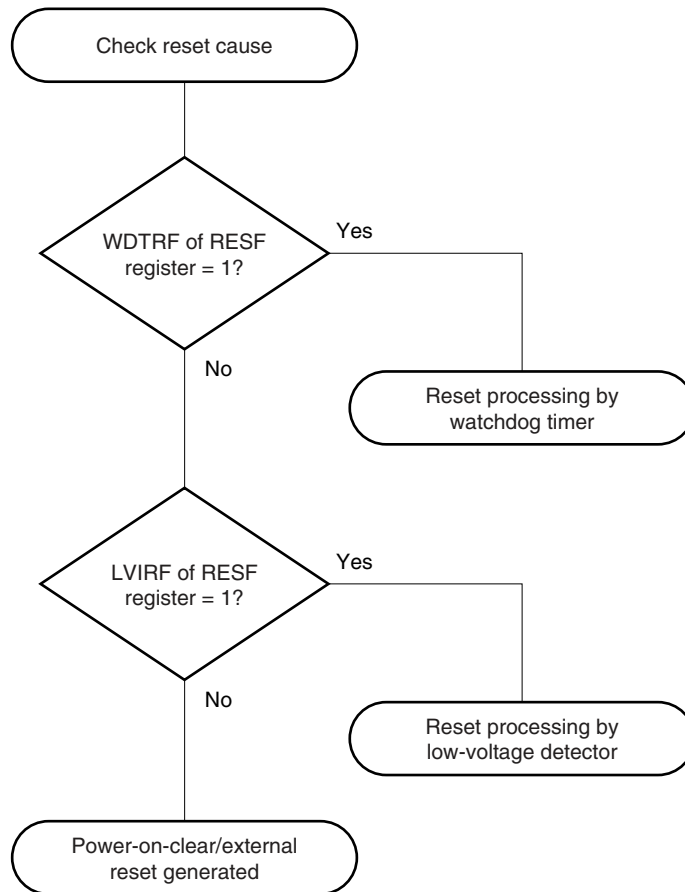 Check reset cause
WDTRF of RESF
register = 1?
Yes
No
Reset processing by
watchdog timer
LVIRF of RESF
register = 1?
Yes
No
Reset processing by
low-voltage detector
Power-on-clear/external
reset generated